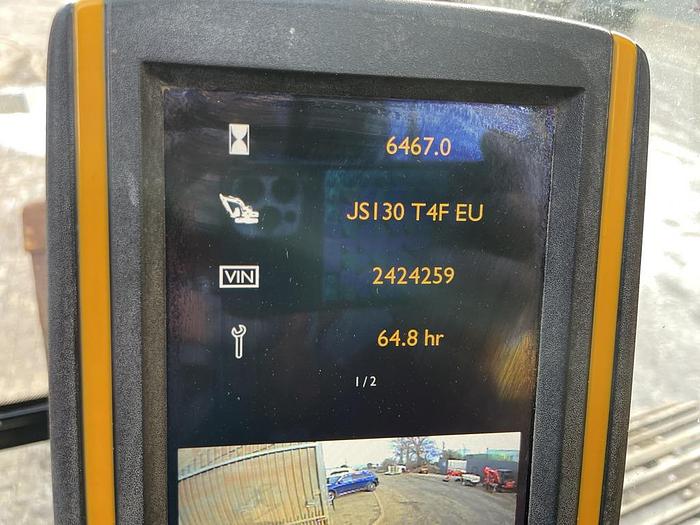 6467.0
JS130 T4F EU
VIN 2424259
64.8 hr
1/2